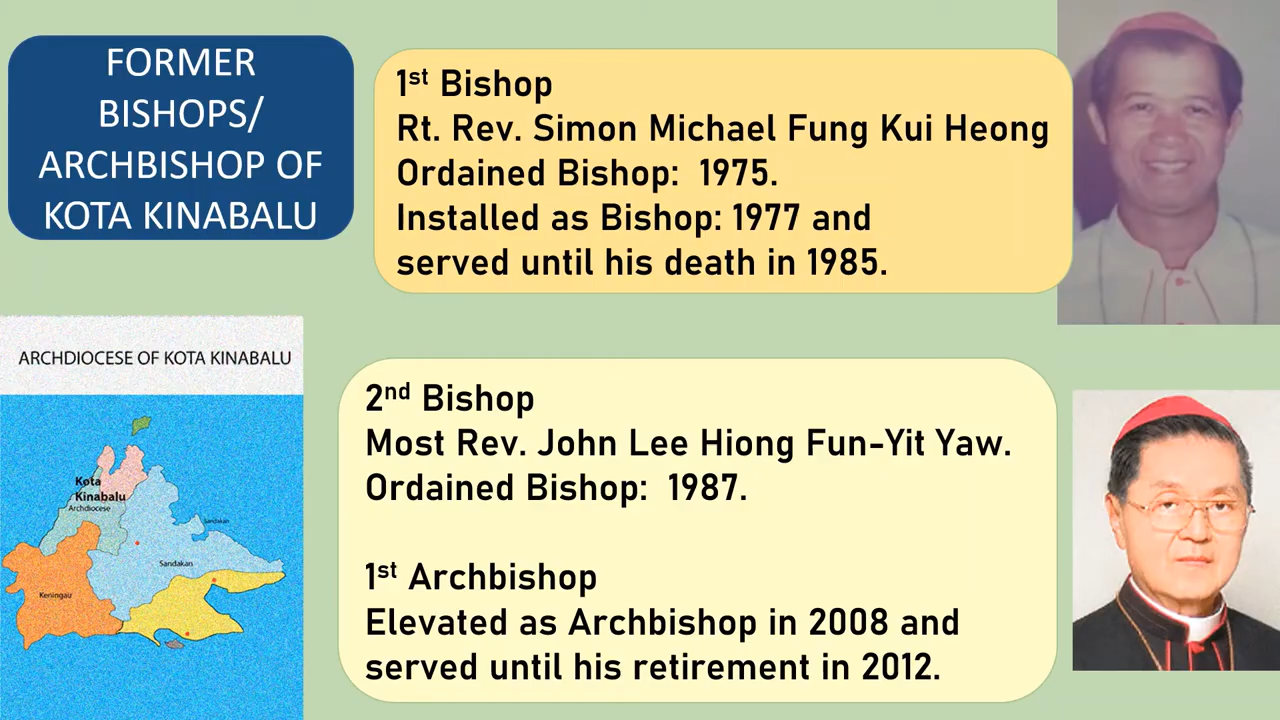 FORMER
BISHOPS/
ARCHBISHOP OF
KOTA KINABALU
1st Bishop
Rt. Rev. Simon Michael Fung Kui Heong
Ordained Bishop: 1975.
Installed as Bishop: 1977 and
served until his death in 1985.
ARCHDIOCESE OF KOTA KINABALU
Kota
Kinabalu
Archdiocese
Sandakan
Sandakan
Keningau
2nd Bishop
Most Rev. John Lee Hiong Fun-Yit Yaw.
Ordained Bishop: 1987.
1st Archbishop
Elevated as Archbishop in 2008 and
served until his retirement in 2012.